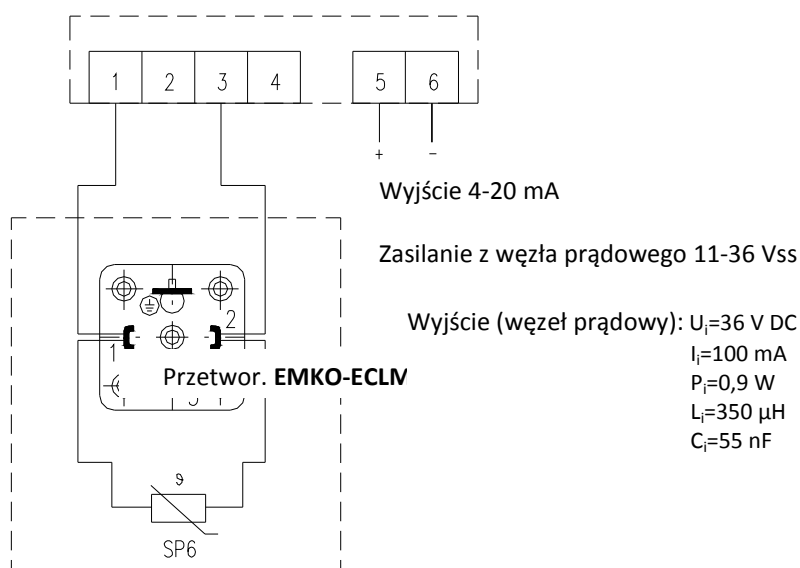 1 2 3 4 5 6
+ −
Wyjście 4-20 mA
Zasilanie z węzła prądowego 11-36 Vss
Wyjście (węzeł prądowy): Ui=36 V DC
Ii=100 mA
Pi=0,9 W
Li=350 µH
Ci=55 nF
2
1
Przetwor. EMKO-ECLM
ϑ
SP6